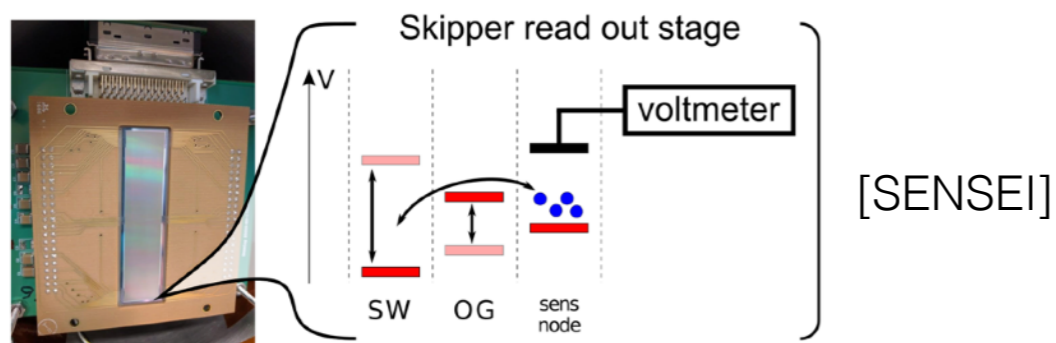 Skipper read out stage
V
voltmeter
[SENSEI]
SW
OG
sens
node